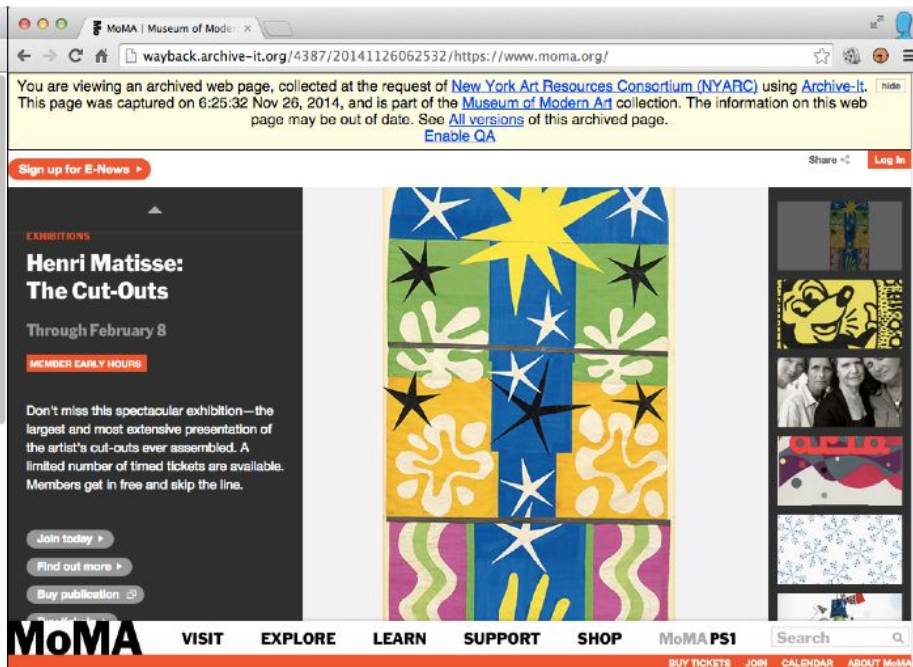 MoMA | Museum of Moder
wayback.archive-it.org/4387/20141126062532/https://www.moma.org/
You are viewing an archived web page, collected at the request of New York Art Resources Consortium (NYARC) using Archive-It. hide
This page was captured on 6:25:32 Nov 26, 2014, and is part of the Museum of Modern Art collection. The information on this web
page may be out of date. See All versions of this archived page.
Enable QA
Sign up for E-News
Share
Log In
EXHIBITIONS
Henri Matisse:
The Cut-Outs
Through February 8
MEMBER EARLY HOURS
Don't miss this spectacular exhibition—the
largest and most extensive presentation of
the artist's cut-outs ever assembled. A
limited number of timed tickets are available.
Members get in free and skip the line.
Join today
Find out more
Buy publication
MoMA VISIT EXPLORE LEARN SUPPORT SHOP MoMA PS1 Search
BUY TICKETS JOIN CALENDAR ABOUT MoMA